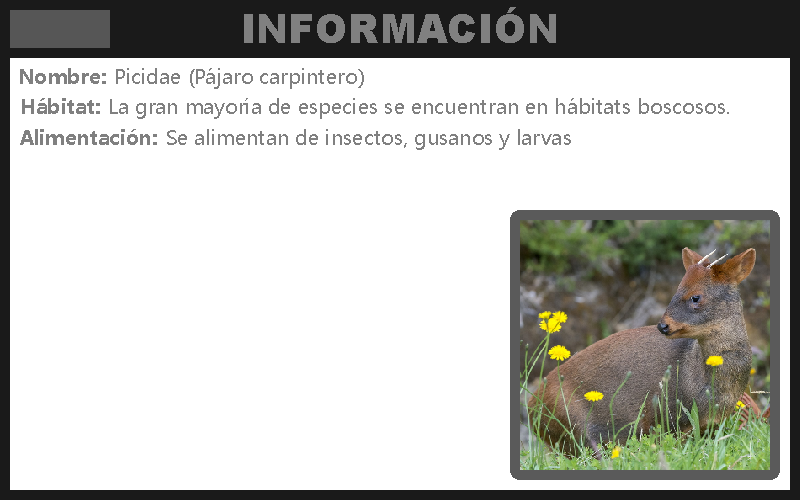 INFORMACIÓN
Nombre: Picidae (Pájaro carpintero)
Hábitat: La gran mayoría de especies se encuentran en hábitats boscosos.
Alimentación: Se alimentan de insectos, gusanos y larvas